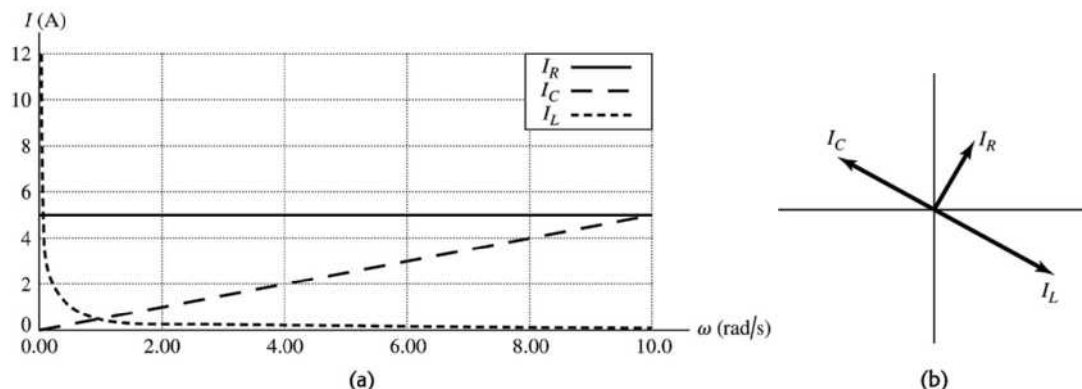 I (A)
12
10
8
6
4
2
0
0.00 2.00 4.00 6.00 8.00 10.0
ω (rad/s)
I_R
I_C
I_L
(a)
I_C
I_R
I_L
(b)